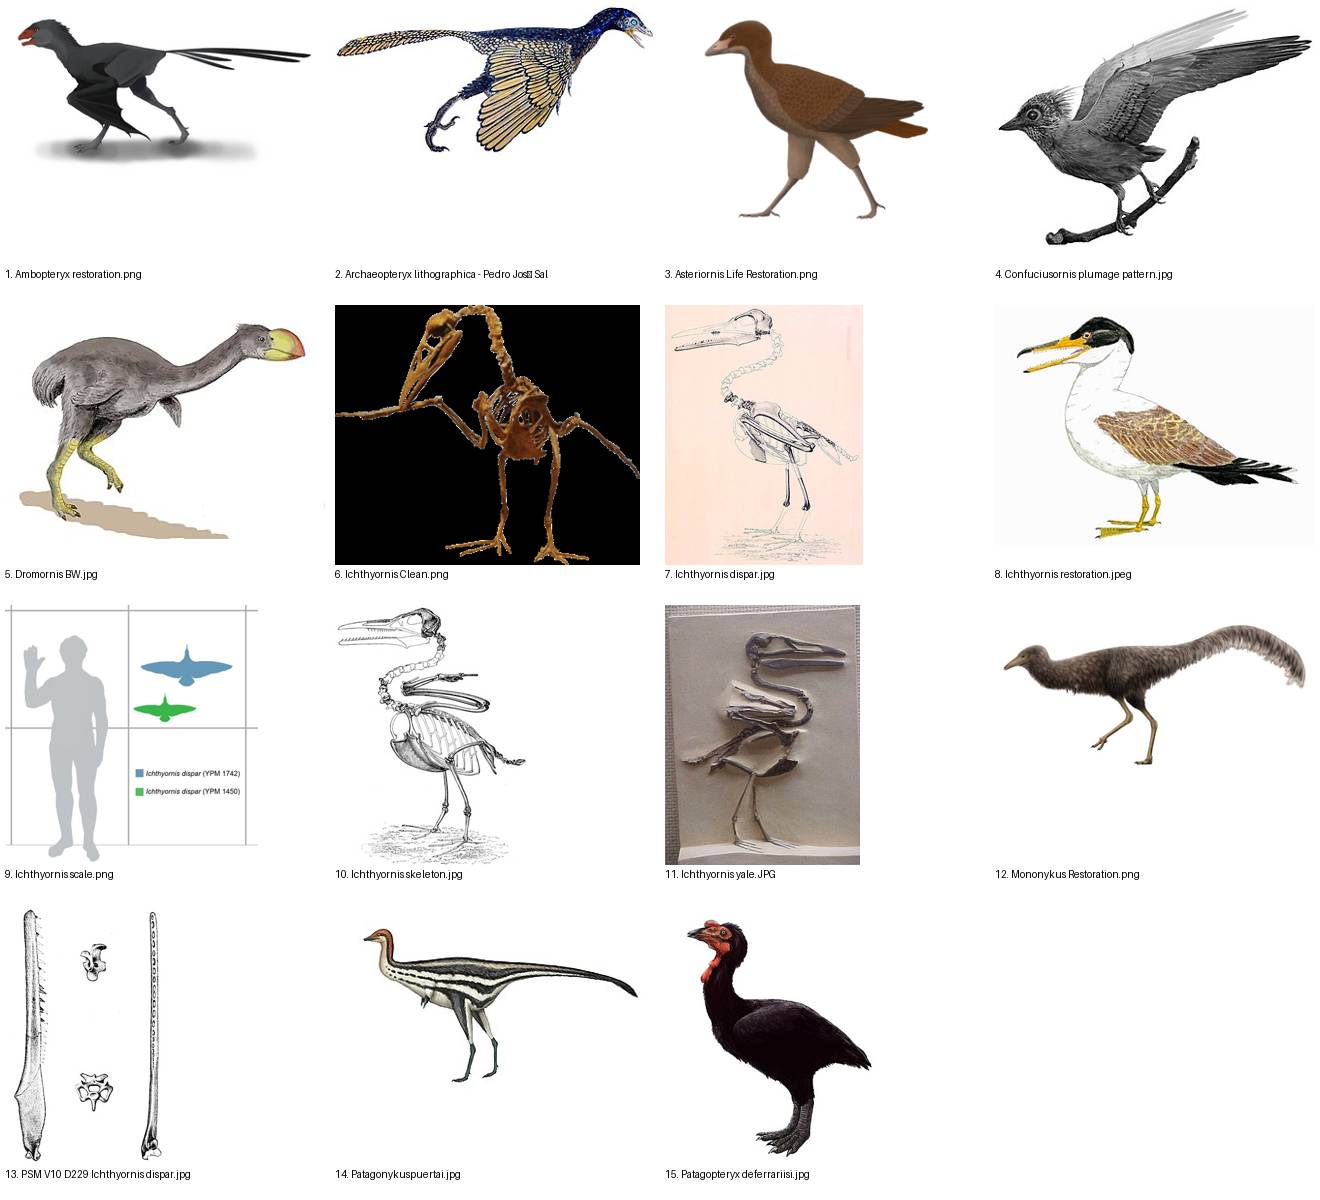 1. Ambopteryx restoration.png
2. Archaeopteryx lithographica - Pedro Jos▯ Sal
3. Asteriornis Life Restoration.png
4. Confuciusornis plumage pattern.jpg
5. Dromornis BW.jpg
6. Ichthyornis Clean.png
7. Ichthyornis dispar.jpg
8. Ichthyornis restoration.jpeg
Ichthyornis dispar (YPM 1742)
Ichthyornis dispar (YPM 1450)
9. Ichthyornis scale.png
10. Ichthyornis skeleton.jpg
11. Ichthyornis yale.JPG
12. Mononykus Restoration.png
13. PSM V10 D229 Ichthyornis dispar.jpg
14. Patagonykus puertai.jpg
15. Patagopteryx deferrariisi.jpg